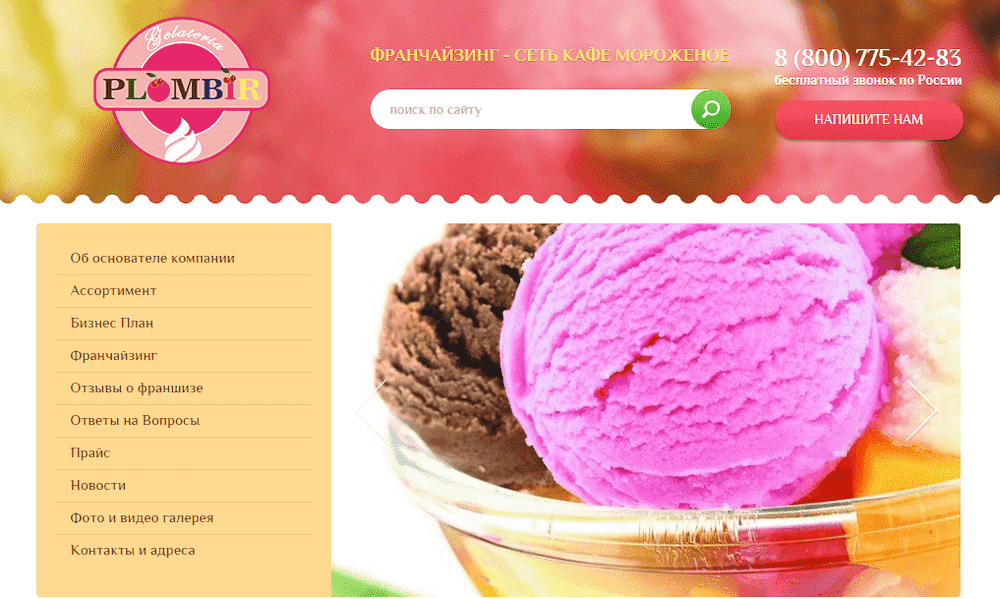 Gelateria
PLOMBIR
ФРАНЧАЙЗИНГ - СЕТЬ КАФЕ МОРОЖЕНОЕ
поиск по сайту
8 (800) 775-42-83
бесплатный звонок по России
НАПИШИТЕ НАМ
Об основателе компании
Ассортимент
Бизнес План
Франчайзинг
Отзывы о франшизе
Ответы на Вопросы
Прайс
Новости
Фото и видео галерея
Контакты и адреса